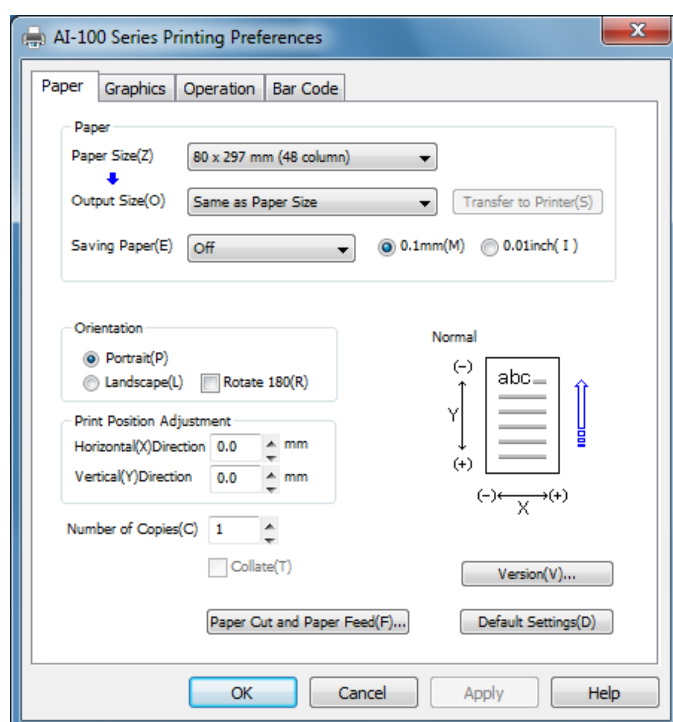 AI-100 Series Printing Preferences
Paper Graphics Operation Bar Code
Paper
Paper Size(Z) 80 x 297 mm (48 column)
Output Size(O) Same as Paper Size Transfer to Printer(S)
Saving Paper(E) Off 0.1mm(M) 0.01inch( I )
Orientation
Portrait(P)
Landscape(L) Rotate 180(R)
Normal
(-)
abc
Y
(+)
(-) (+)
X
Print Position Adjustment
Horizontal(X)Direction 0.0 mm
Vertical(Y)Direction 0.0 mm
Number of Copies(C) 1
Collate(T)
Version(V)...
Paper Cut and Paper Feed(F)... Default Settings(D)
OK Cancel Apply Help